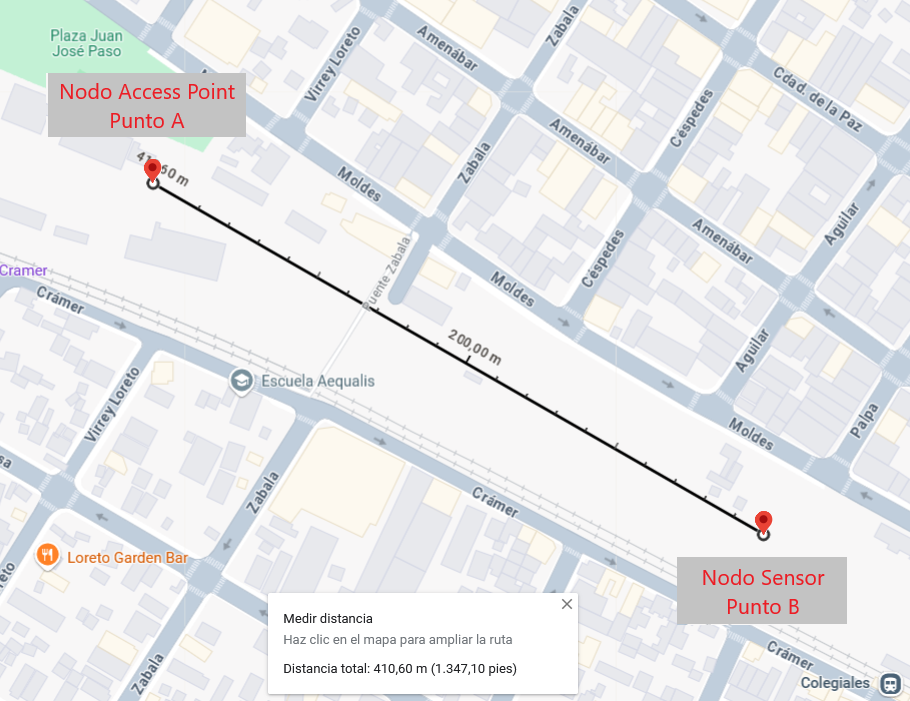 Plaza Juan
José Paso
Nodo Access Point
Punto A
Virrey Loreto
Amenábar
Zabala
Cdad. de la Paz
Céspedes
Amenábar
Zabala
Moldes
Aguilar
Amenábar
Céspedes
Puente Zabala
Cramer
Crámer
Moldes
200,00 m
Aguilar
Escuela Aequalis
Virrey Loreto
Palpa
Moldes
Zabala
Crámer
Nodo Sensor
Punto B
Loreto Garden Bar
Medir distancia
Haz clic en el mapa para ampliar la ruta
Distancia total: 410,60 m (1.347,10 pies)
Crámer
Zabala
Colegiales